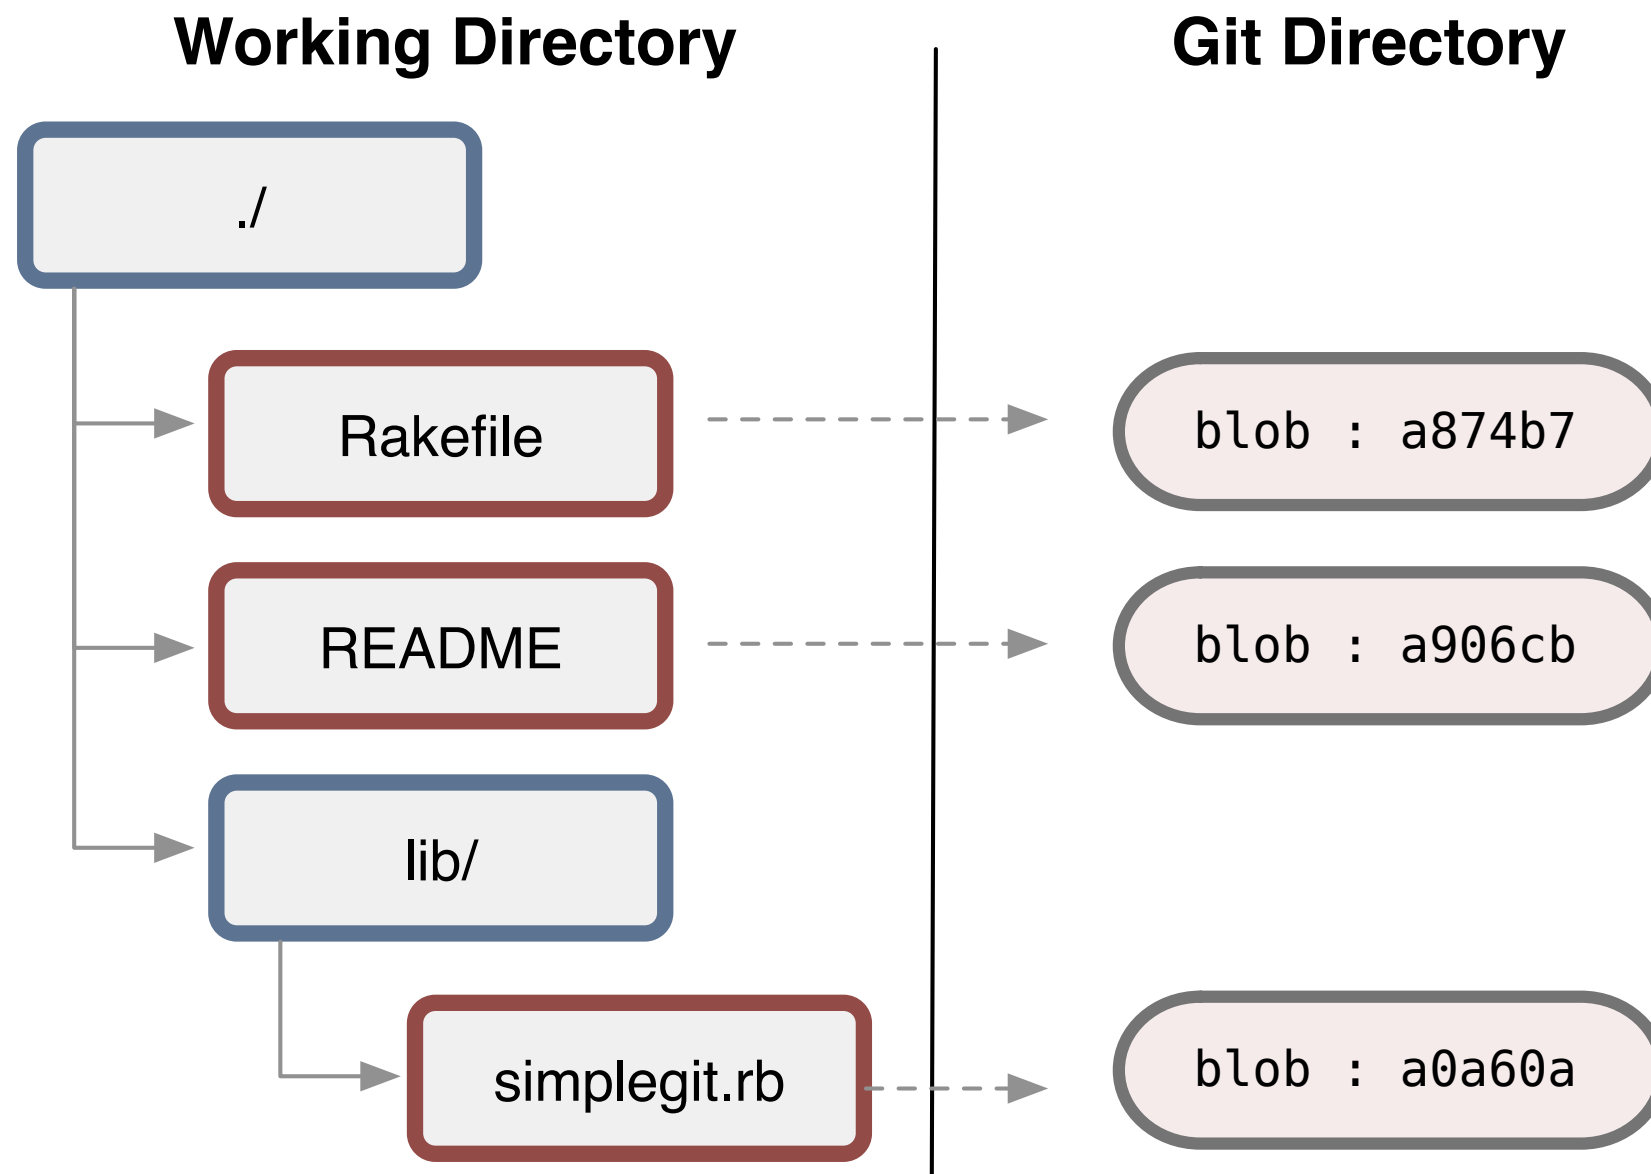 Working Directory
Git Directory
./
Rakefile
blob : a874b7
README
blob : a906cb
lib/
simplegit.rb
blob : a0a60a